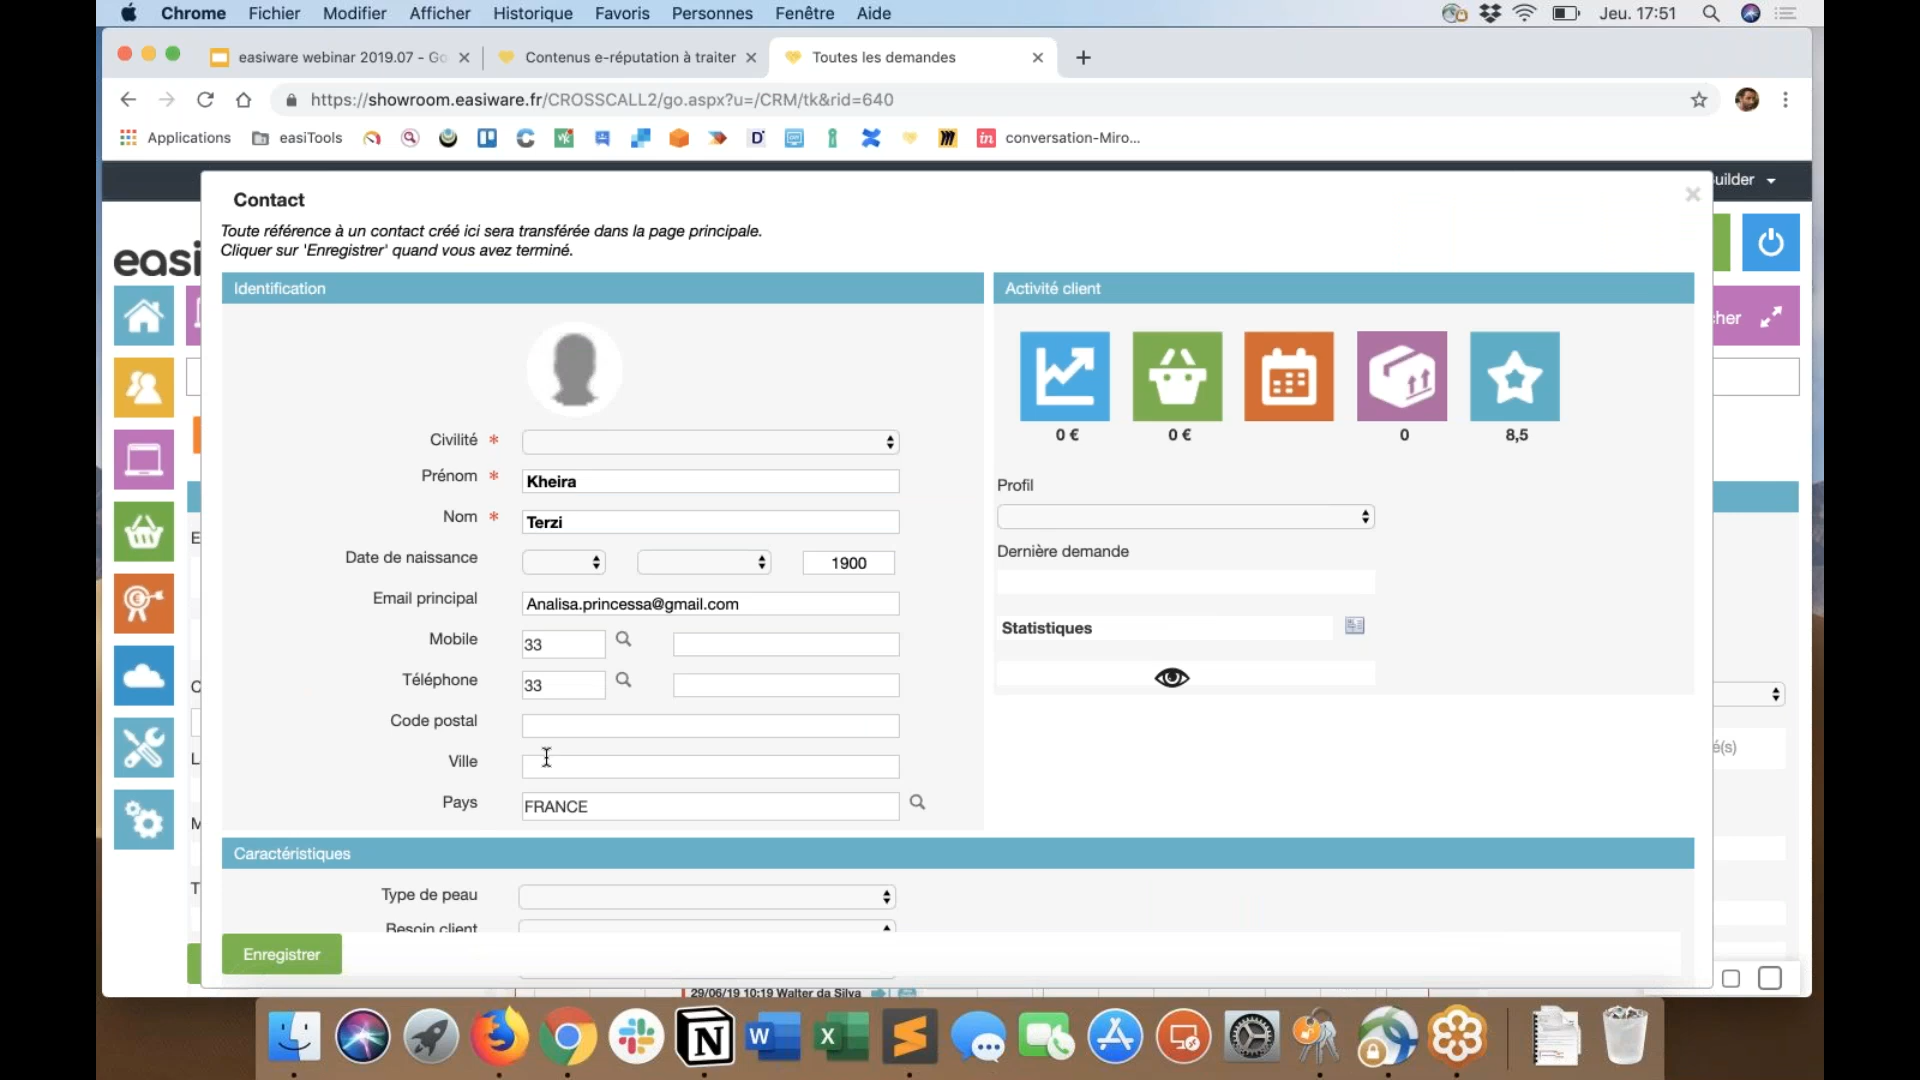 Chrome Fichier Modifier Afficher Historique Favoris Personnes Fenêtre Aide Jeu. 17:51
easiware webinar 2019.07 - Go Contenus e-réputation à traiter Toutes les demandes
https://showroom.easiware.fr/CROSSCALL2/go.aspx?u=/CRM/tk&rid=640
Applications easiTools conversation-Miro...
uilder
easi
cher
Contact
Toute référence à un contact créé ici sera transférée dans la page principale.
Cliquer sur 'Enregistrer' quand vous avez terminé.
Identification
Activité client
0 € 0 € 0 8,5
Civilité *
Prénom * Kheira
Nom * Terzi
Date de naissance 1900
Email principal Analisa.princessa@gmail.com
Mobile 33
Téléphone 33
Code postal
Ville
Pays FRANCE
Profil
Dernière demande
Statistiques
é(s)
Caractéristiques
Type de peau
Besoin client
Enregistrer
29/06/19 10:19 Walter da Silva